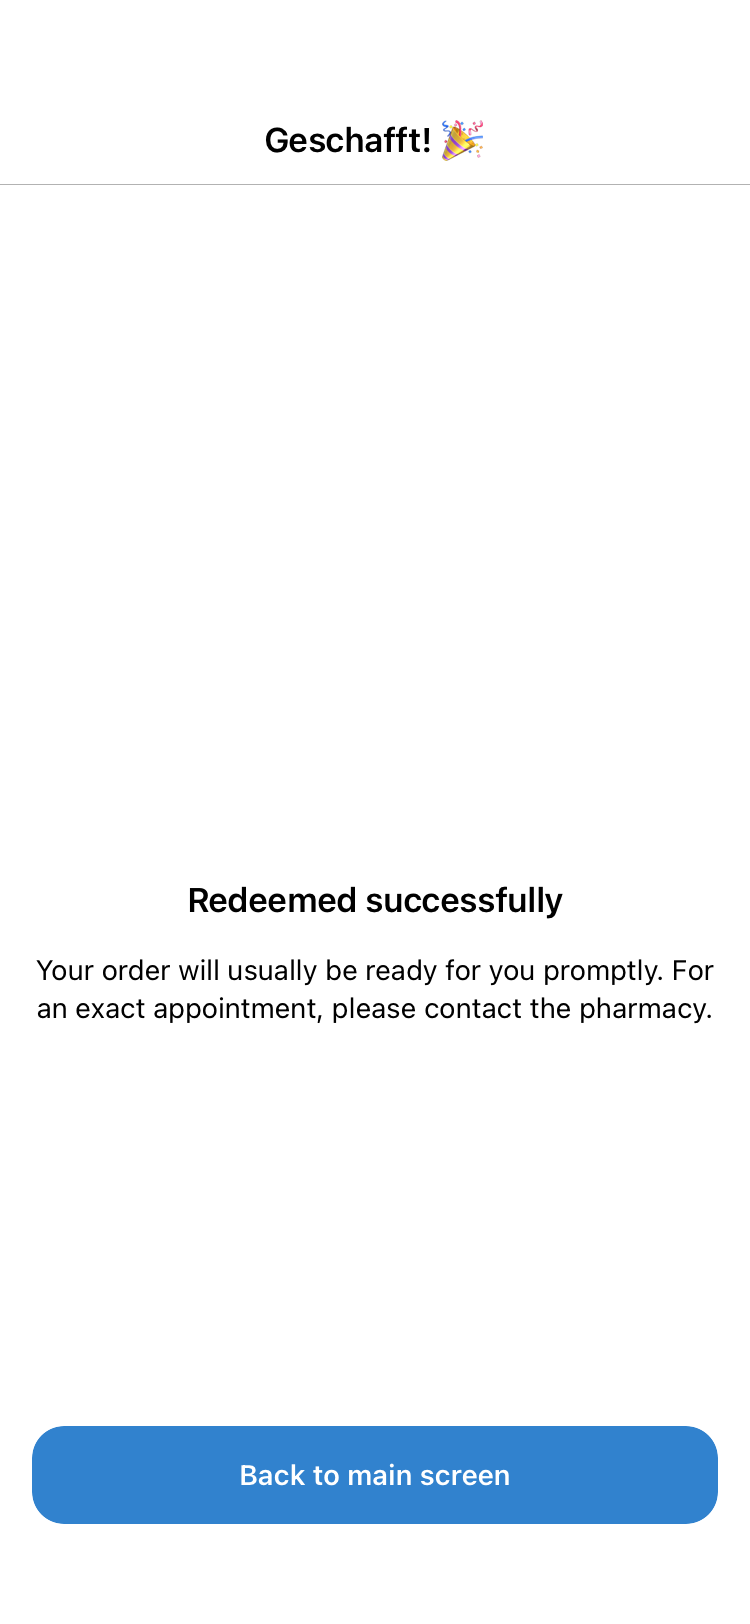 Geschafft! 🎉
Redeemed successfully
Your order will usually be ready for you promptly. For
an exact appointment, please contact the pharmacy.
Back to main screen